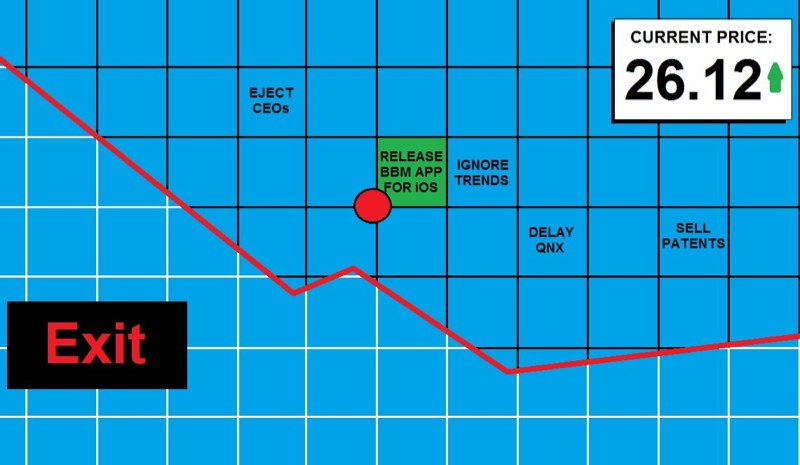 CURRENT PRICE:
26.12
EJECT
CEOs
RELEASE
BBM APP
FOR iOS
IGNORE
TRENDS
DELAY
QNX
SELL
PATENTS
Exit